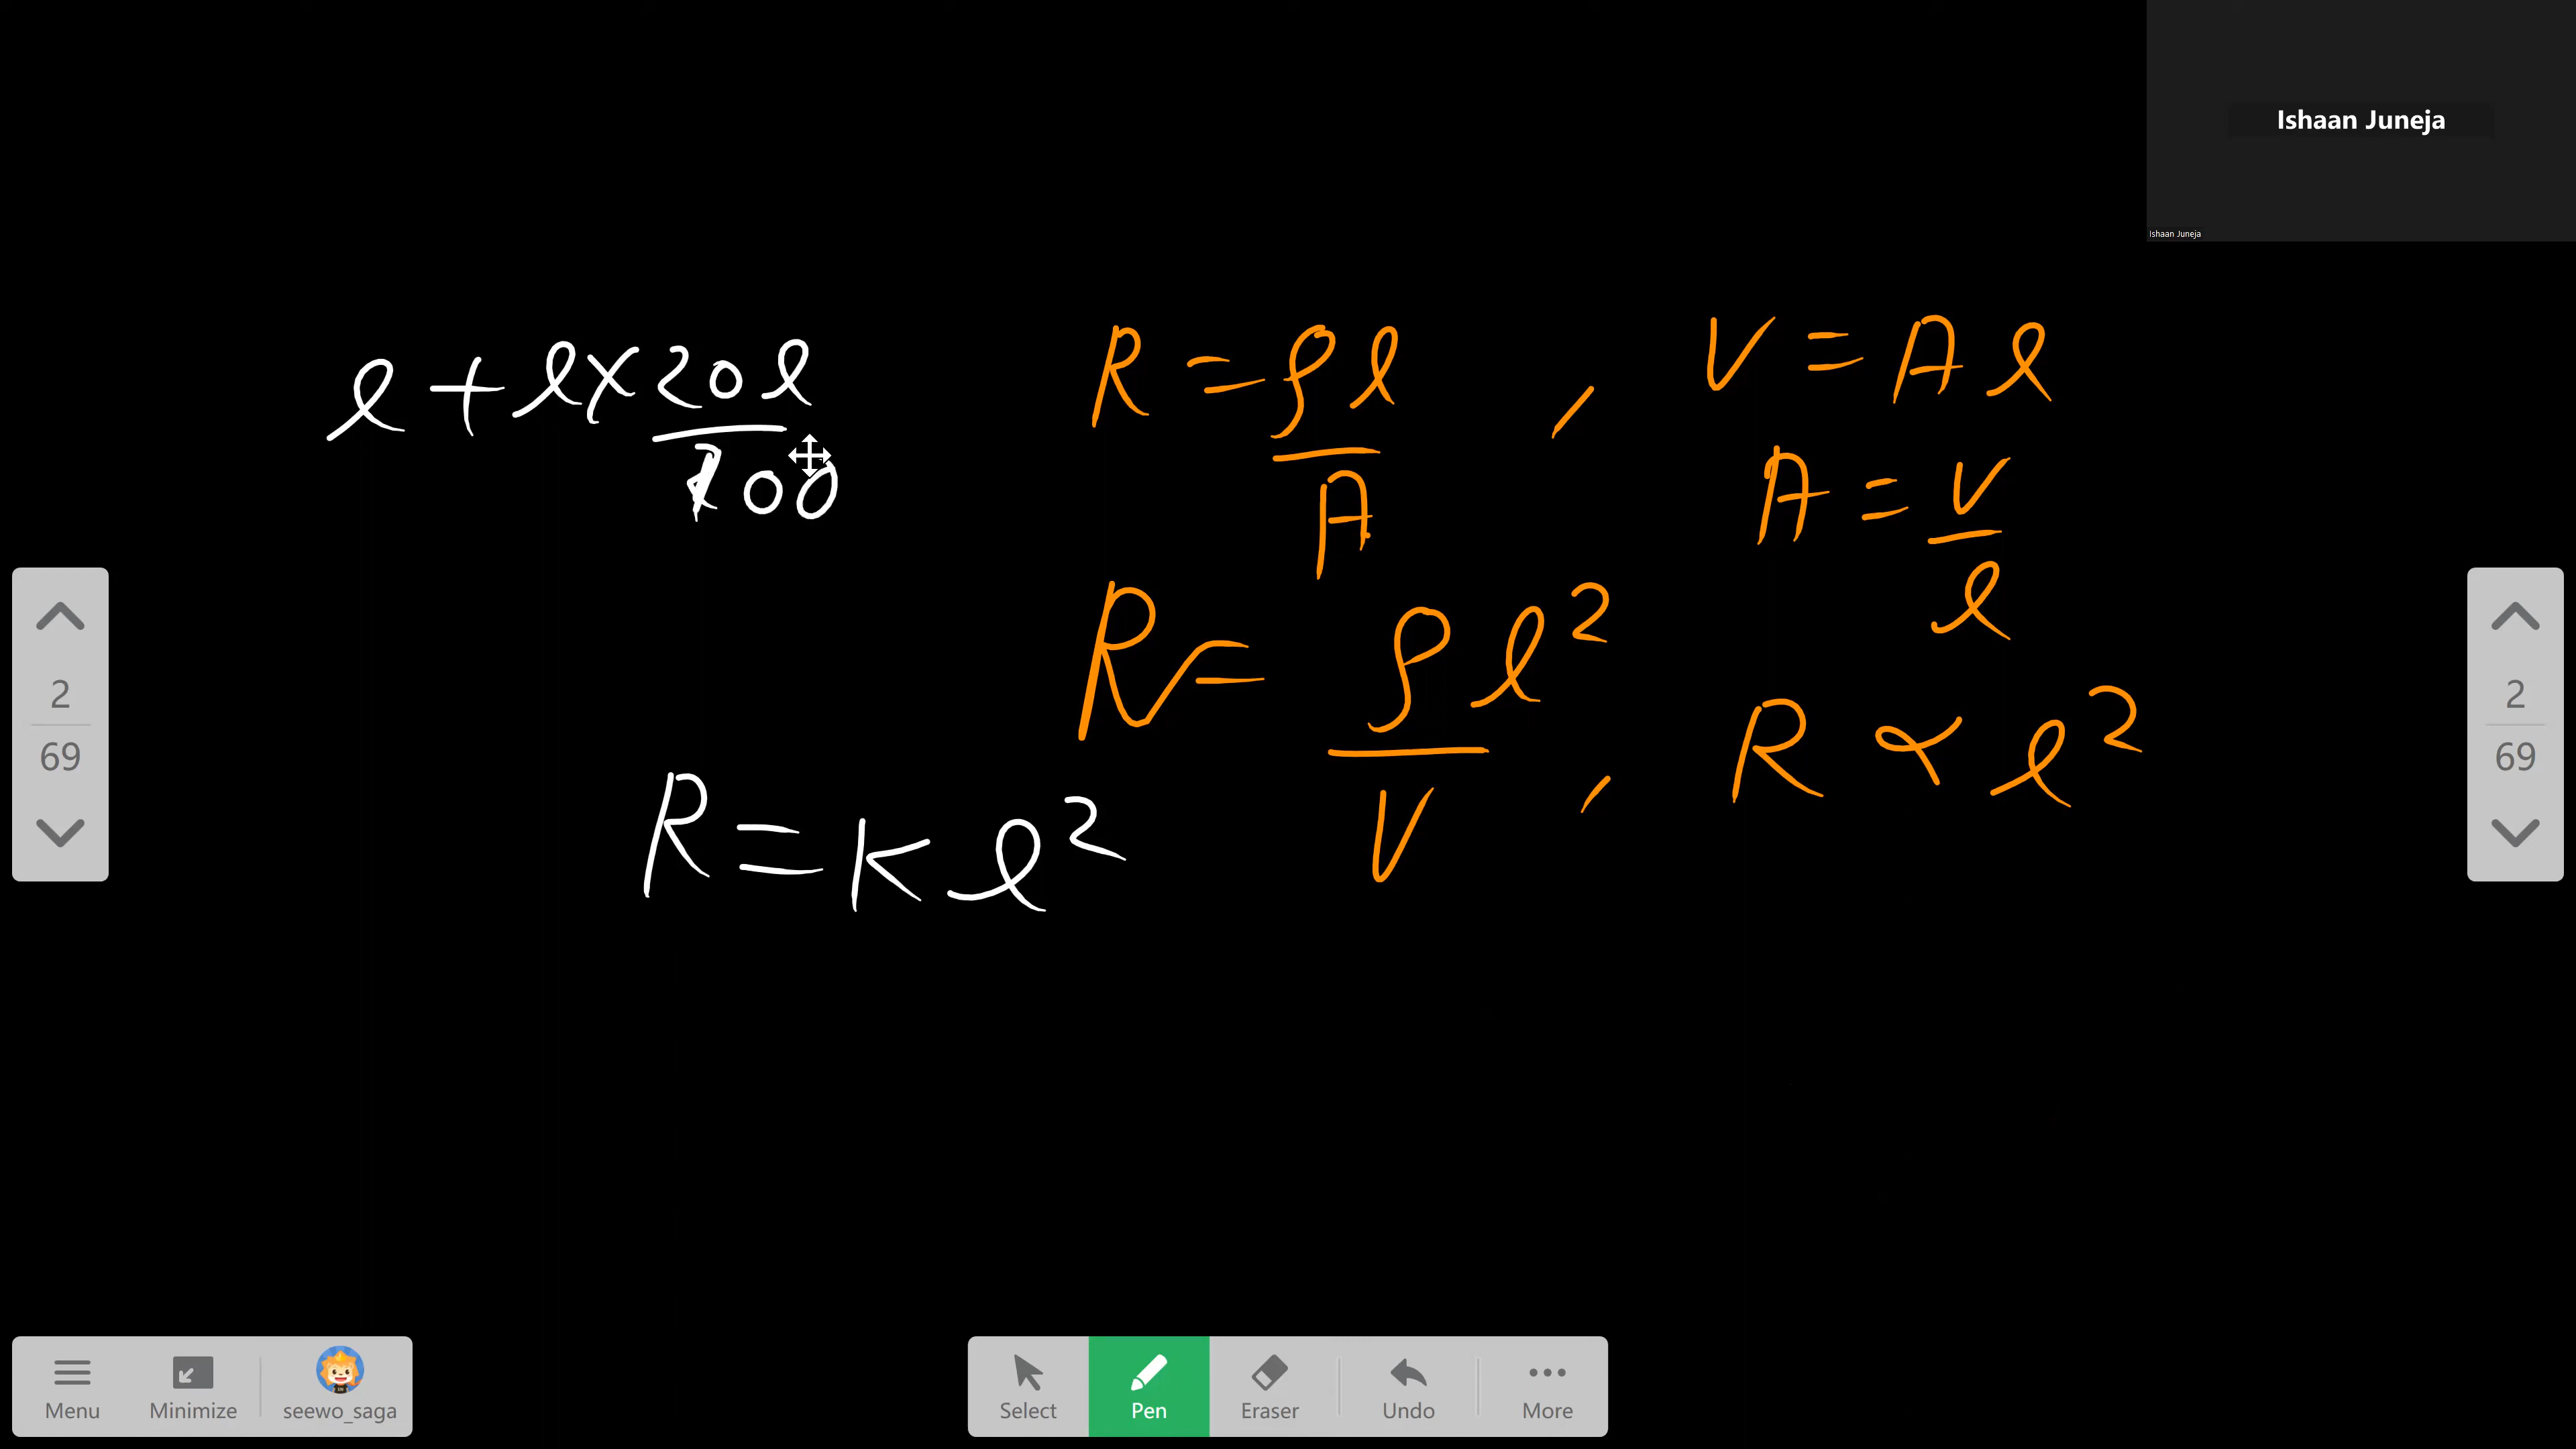 Ishaan Juneja
Ishaan Juneja
l + l × 20 l / 100
R = ρl / A , V = Al
A = V / l
R = ρl² / V , R ∝ l²
R = Kl²
2
69
2
69
Menu Minimize seewo_saga
Select Pen Eraser Undo More